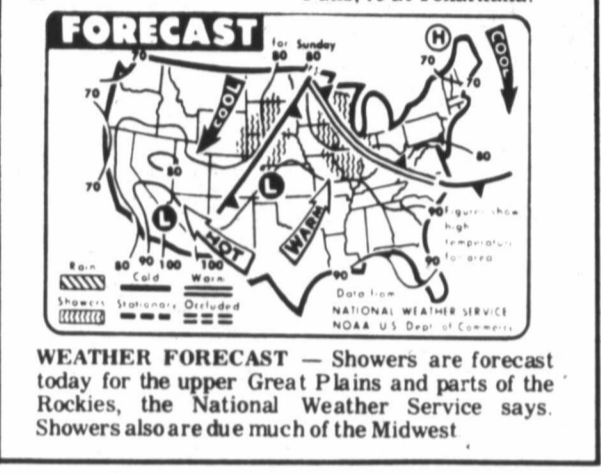 FORECAST
for Sunday
70
80
80
H
70
70
COOL
COOL
70
80
80
70
L
L
HOT
WARM
90
Figures show
high
temperature
for area
90
90
80 90 100 100
Rain
Cold
Warm
Showers
Stationary
Occluded
Data from
NATIONAL WEATHER SERVICE
NOAA U S Dept of Commerce
WEATHER FORECAST — Showers are forecast
today for the upper Great Plains and parts of the
Rockies, the National Weather Service says.
Showers also are due much of the Midwest